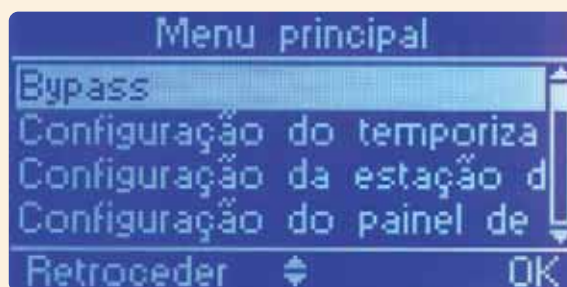 Menu principal
Bypass
Configuração do temporiza
Configuração da estação d
Configuração do painel de
Retroceder OK